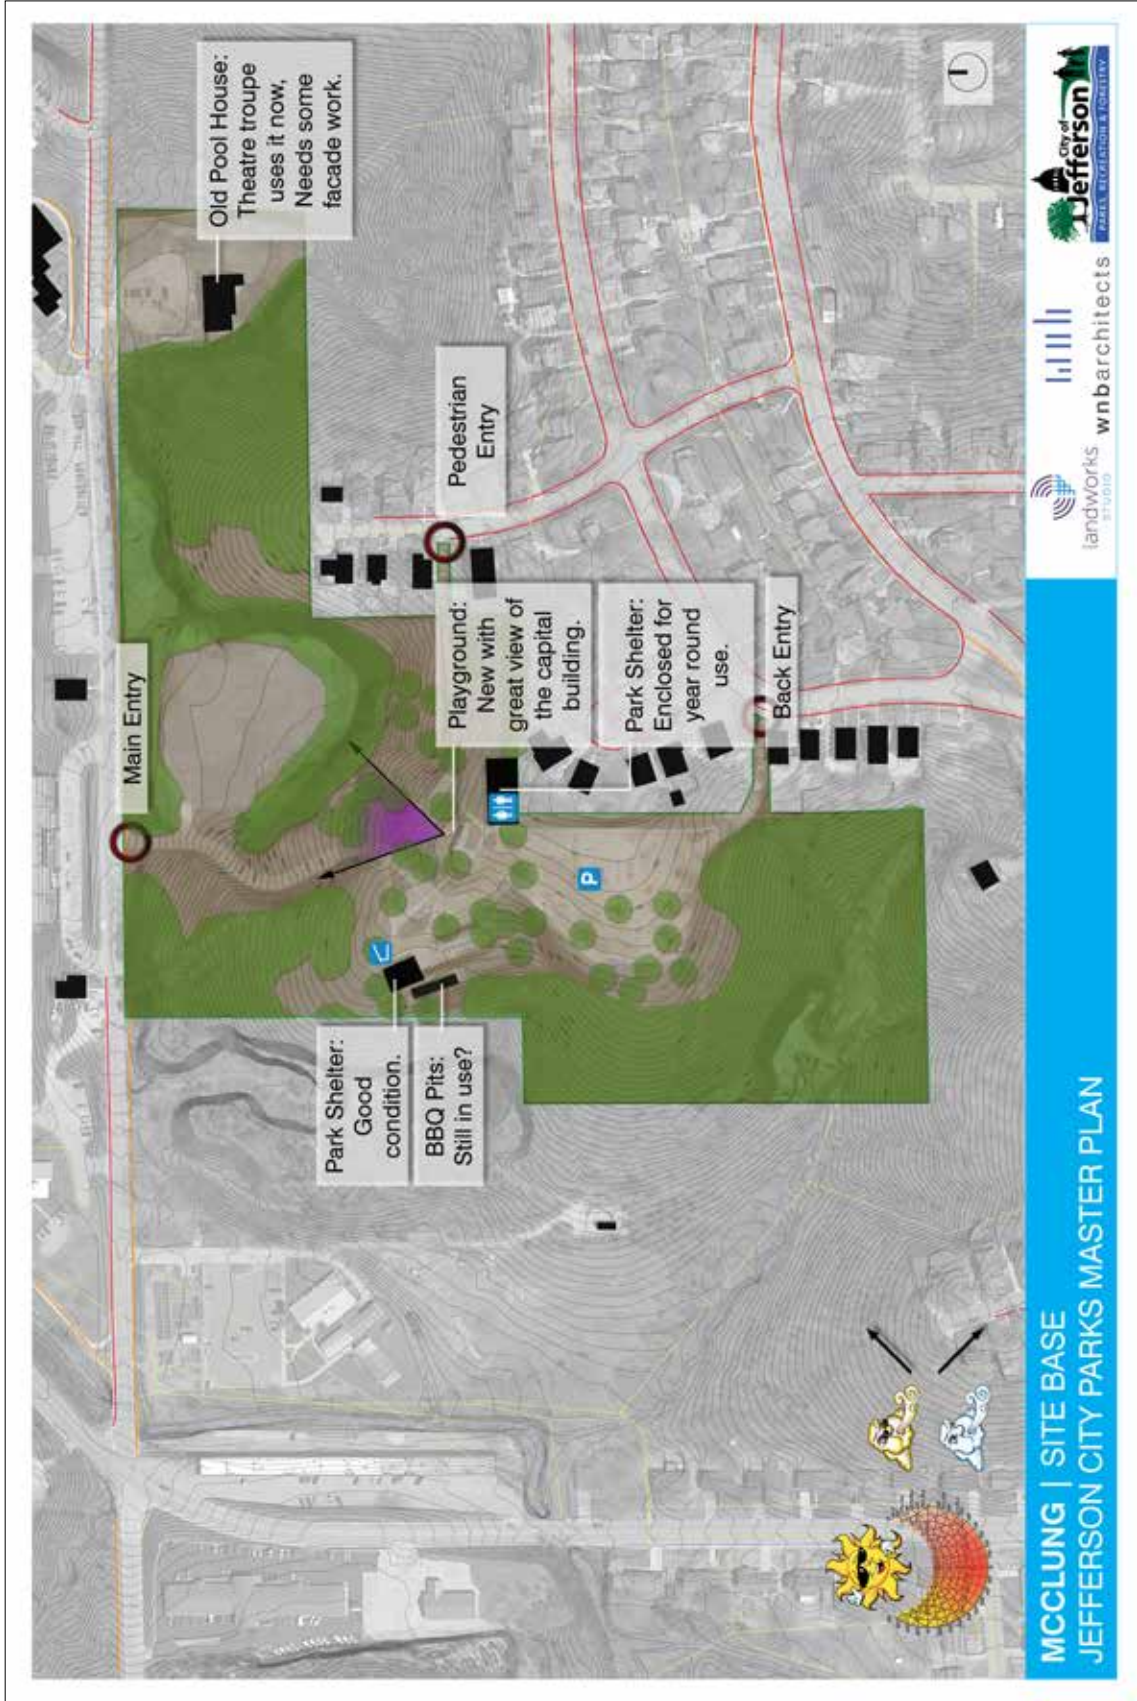 Old Pool House:
Theatre troupe
uses it now,
Needs some
facade work.
Main Entry
Pedestrian
Entry
Playground:
New with
great view of
the capital
building.
Park Shelter:
Enclosed for
year round
use.
Back Entry
P
Park Shelter:
Good
condition.
BBQ Pits:
Still in use?
MCCLUNG | SITE BASE
JEFFERSON CITY PARKS MASTER PLAN
landworks
STUDIO
wnbarchitects
City of
Jefferson
PARKS, RECREATION & FORESTRY